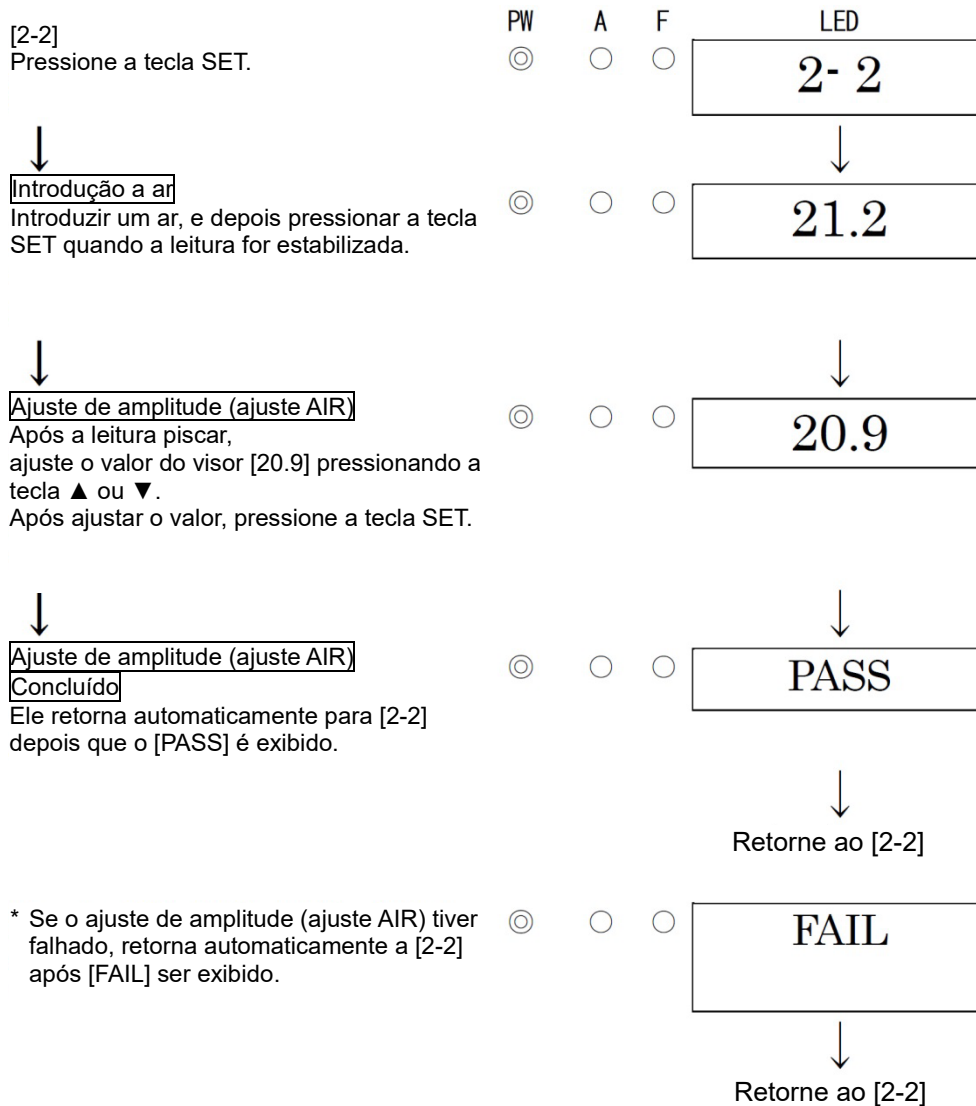 PW A F LED
[2-2]
Pressione a tecla SET.
◎ ○ ○ 2- 2
↓ ↓
Introdução a ar
Introduzir um ar, e depois pressionar a tecla
SET quando a leitura for estabilizada.
◎ ○ ○ 21.2
↓ ↓
Ajuste de amplitude (ajuste AIR)
Após a leitura piscar,
ajuste o valor do visor [20.9] pressionando a
tecla ▲ ou ▼.
Após ajustar o valor, pressione a tecla SET.
◎ ○ ○ 20.9
↓ ↓
Ajuste de amplitude (ajuste AIR)
Concluído
Ele retorna automaticamente para [2-2]
depois que o [PASS] é exibido.
◎ ○ ○ PASS
↓
Retorne ao [2-2]
* Se o ajuste de amplitude (ajuste AIR) tiver
falhado, retorna automaticamente a [2-2]
após [FAIL] ser exibido.
◎ ○ ○ FAIL
↓
Retorne ao [2-2]